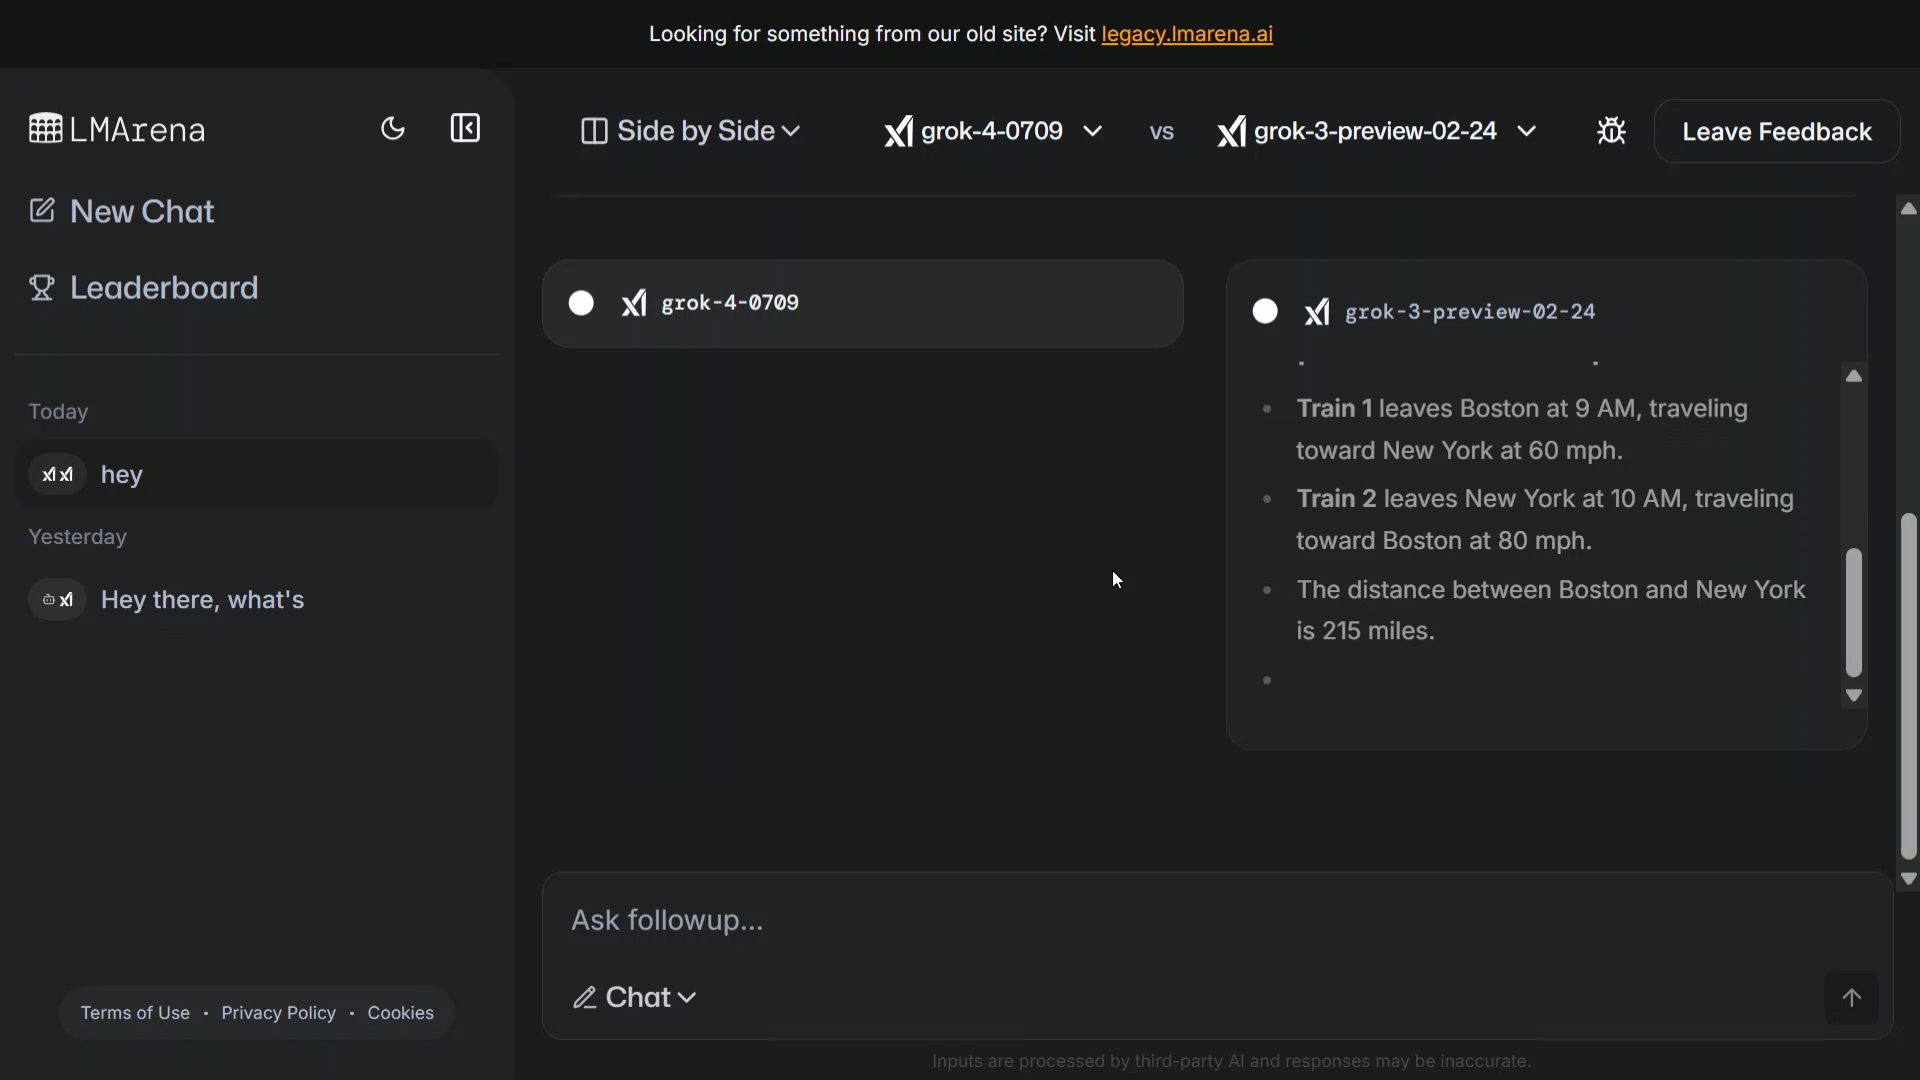 Looking for something from our old site? Visit legacy.lmarena.ai
LMArena
New Chat
Leaderboard
Today
hey
Yesterday
Hey there, what's
Terms of Use · Privacy Policy · Cookies
Side by Side
grok-4-0709
vs
grok-3-preview-02-24
Leave Feedback
grok-4-0709
grok-3-preview-02-24
Train 1 leaves Boston at 9 AM, traveling
toward New York at 60 mph.
Train 2 leaves New York at 10 AM, traveling
toward Boston at 80 mph.
The distance between Boston and New York
is 215 miles.
Ask followup...
Chat
Inputs are processed by third-party AI and responses may be inaccurate.